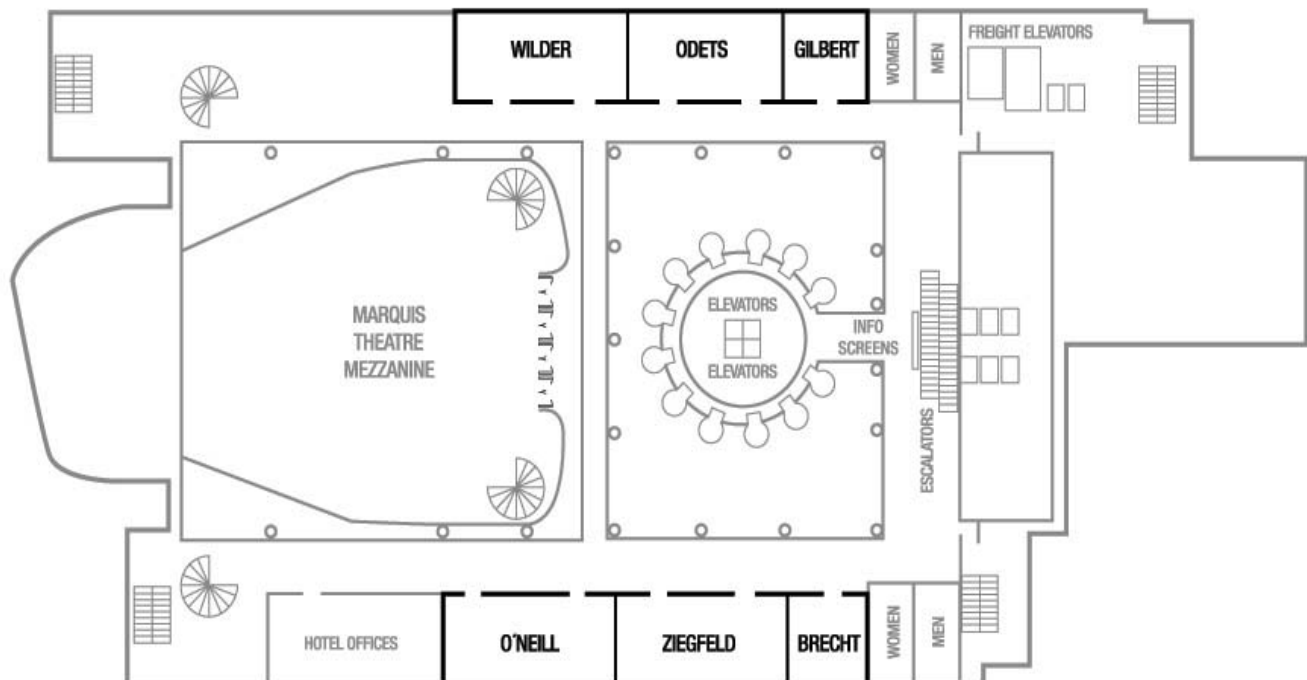 WILDER
ODETS
GILBERT
WOMEN
MEN
FREIGHT ELEVATORS
MARQUIS
THEATRE
MEZZANINE
ELEVATORS
ELEVATORS
INFO
SCREENS
ESCALATORS
HOTEL OFFICES
O´NEILL
ZIEGFELD
BRECHT
WOMEN
MEN